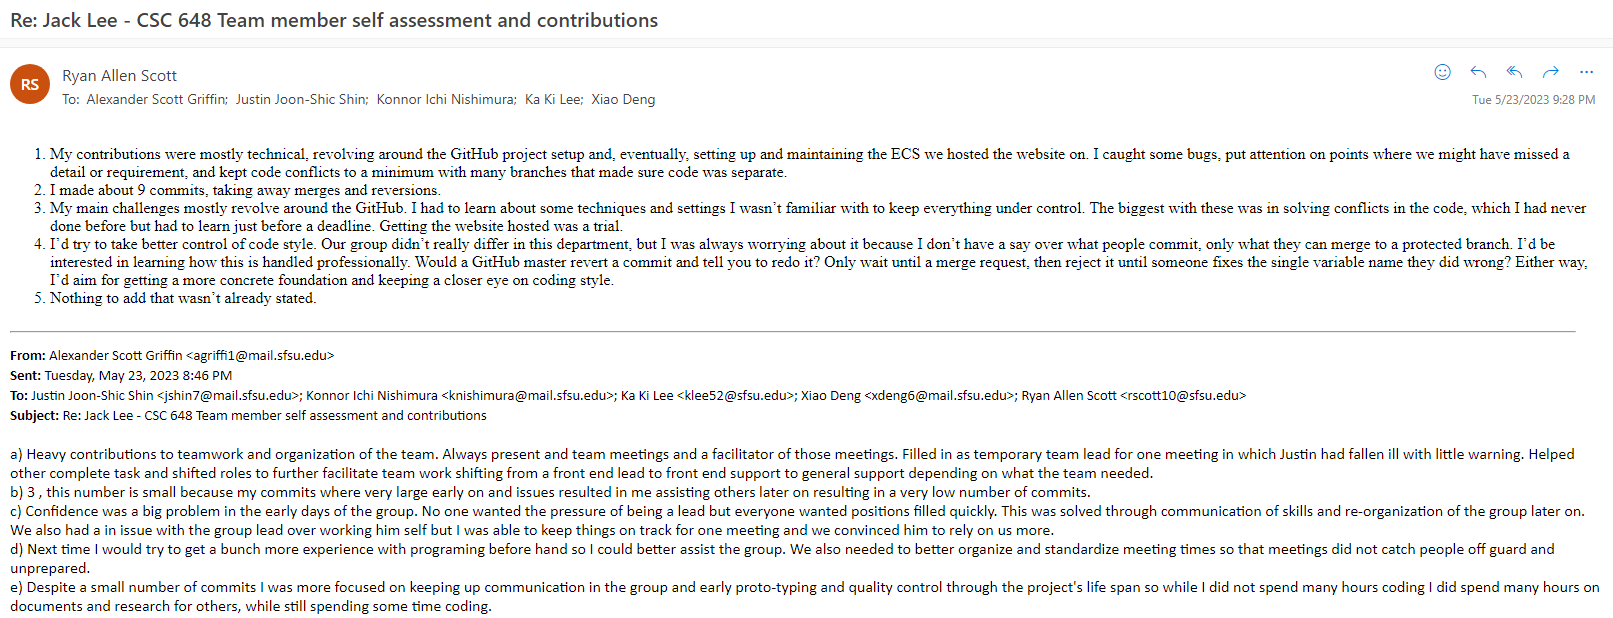 Re: Jack Lee - CSC 648 Team member self assessment and contributions
RS
Ryan Allen Scott
To: Alexander Scott Griffin; Justin Joon-Shic Shin; Konnor Ichi Nishimura; Ka Ki Lee; Xiao Deng
Tue 5/23/2023 9:28 PM
1. My contributions were mostly technical, revolving around the GitHub project setup and, eventually, setting up and maintaining the ECS we hosted the website on. I caught some bugs, put attention on points where we might have missed a
detail or requirement, and kept code conflicts to a minimum with many branches that made sure code was separate.
2. I made about 9 commits, taking away merges and reversions.
3. My main challenges mostly revolve around the GitHub. I had to learn about some techniques and settings I wasn't familiar with to keep everything under control. The biggest with these was in solving conflicts in the code, which I had never
done before but had to learn just before a deadline. Getting the website hosted was a trial.
4. I'd try to take better control of code style. Our group didn't really differ in this department, but I was always worrying about it because I don't have a say over what people commit, only what they can merge to a protected branch. I'd be
interested in learning how this is handled professionally. Would a GitHub master revert a commit and tell you to redo it? Only wait until a merge request, then reject it until someone fixes the single variable name they did wrong? Either way,
I'd aim for getting a more concrete foundation and keeping a closer eye on coding style.
5. Nothing to add that wasn't already stated.
From: Alexander Scott Griffin <agriffi1@mail.sfsu.edu>
Sent: Tuesday, May 23, 2023 8:46 PM
To: Justin Joon-Shic Shin <jshin7@mail.sfsu.edu>; Konnor Ichi Nishimura <knishimura@mail.sfsu.edu>; Ka Ki Lee <klee52@sfsu.edu>; Xiao Deng <xdeng6@mail.sfsu.edu>; Ryan Allen Scott <rscott10@sfsu.edu>
Subject: Re: Jack Lee - CSC 648 Team member self assessment and contributions
a) Heavy contributions to teamwork and organization of the team. Always present and team meetings and a facilitator of those meetings. Filled in as temporary team lead for one meeting in which Justin had fallen ill with little warning. Helped
other complete task and shifted roles to further facilitate team work shifting from a front end lead to front end support to general support depending on what the team needed.
b) 3 , this number is small because my commits where very large early on and issues resulted in me assisting others later on resulting in a very low number of commits.
c) Confidence was a big problem in the early days of the group. No one wanted the pressure of being a lead but everyone wanted positions filled quickly. This was solved through communication of skills and re-organization of the group later on.
We also had a in issue with the group lead over working him self but I was able to keep things on track for one meeting and we convinced him to rely on us more.
d) Next time I would try to get a bunch more experience with programing before hand so I could better assist the group. We also needed to better organize and standardize meeting times so that meetings did not catch people off guard and
unprepared.
e) Despite a small number of commits I was more focused on keeping up communication in the group and early proto-typing and quality control through the project's life span so while I did not spend many hours coding I did spend many hours on
documents and research for others, while still spending some time coding.